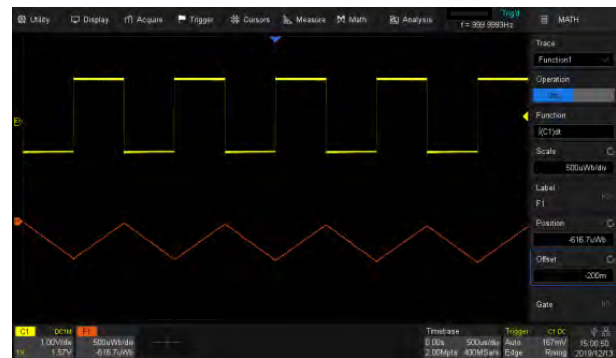 Utility Display Acquire Trigger Cursors Measure Math Analysis Trig'd MATH
f = 999.9993Hz
Trace
Function1
Operation
Function
∫(C1)dt
Scale
500uWb/div
Label
F1
Position
-616.7uWb
Offset
-200m
Gate
C1 DC1M F1 Timebase Trigger C1 DC
1.00V/div 500uWb/div 0.00s 500us/div Auto 167mV 15:00:50
1X 1.57V -616.7uWb 2.00Mpts 400MSa/s Edge Rising